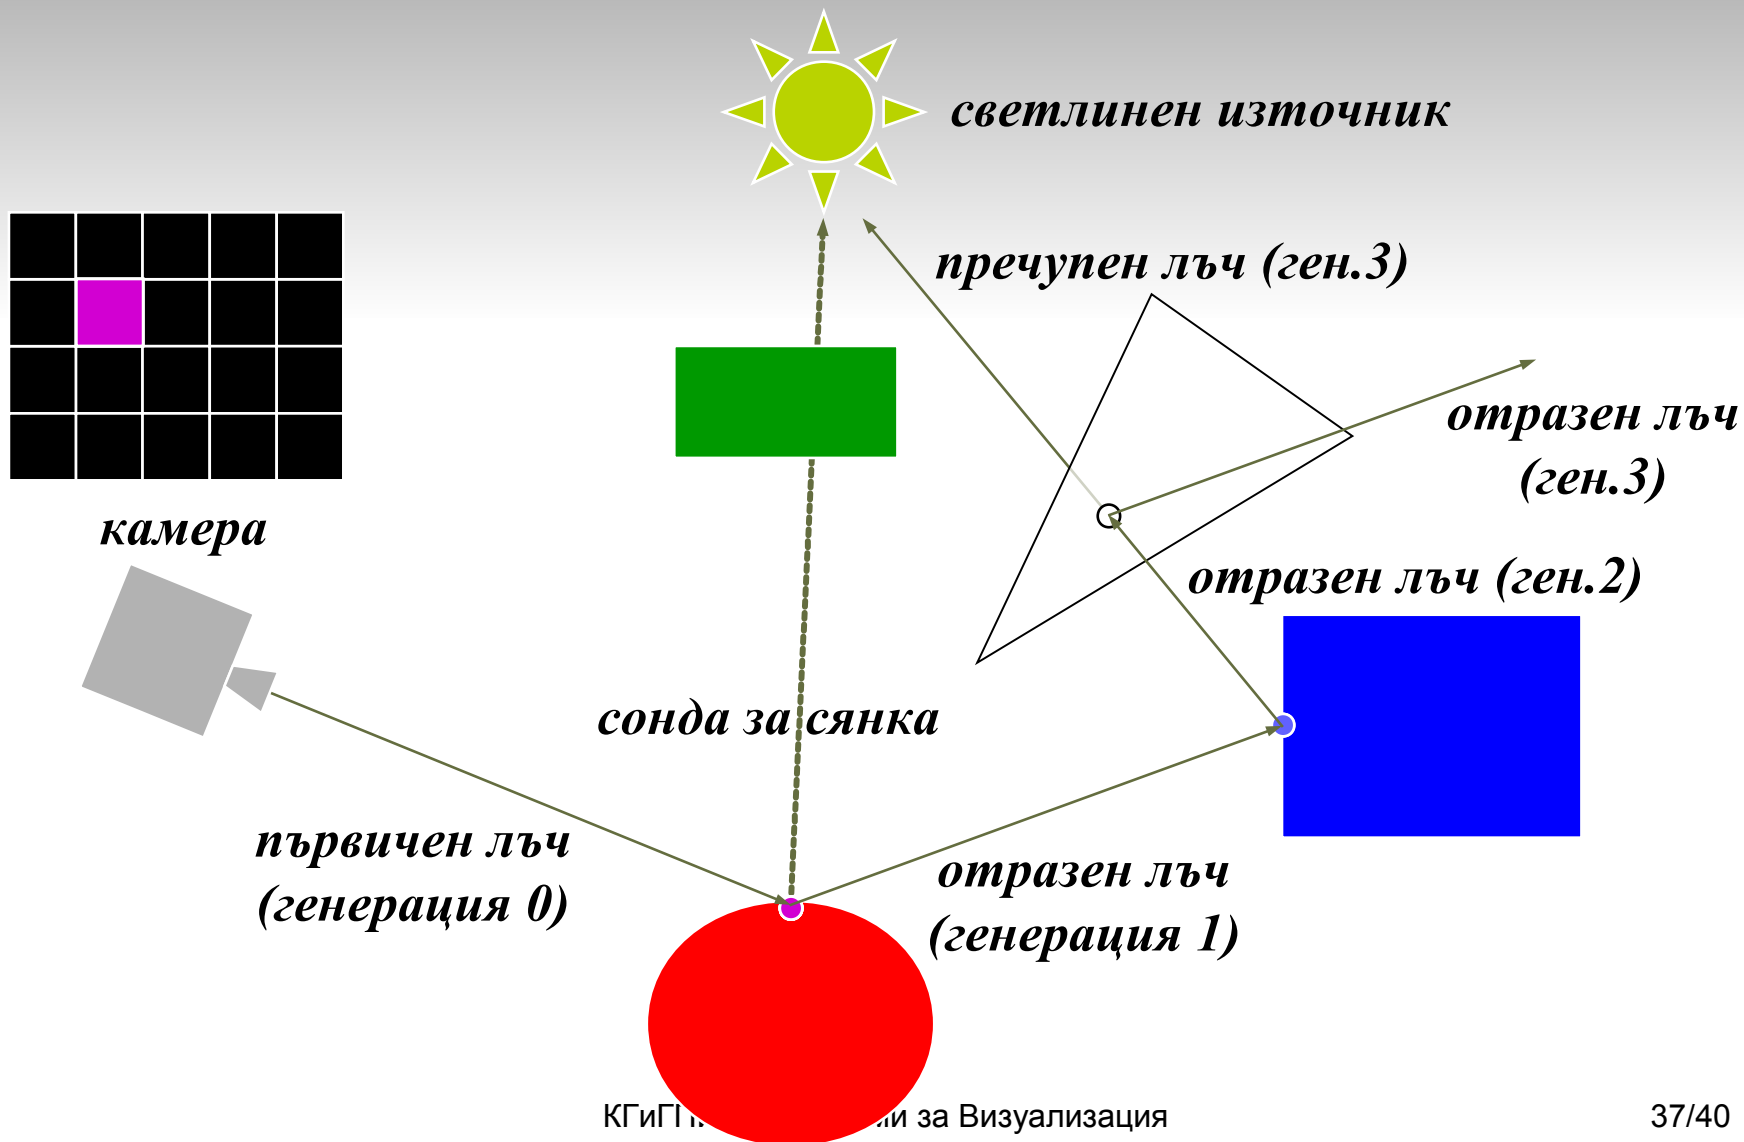 светлинен източник
пречупен лъч (ген.3)
отразен лъч
(ген.3)
камера
отразен лъч (ген.2)
сонда за сянка
първичен лъч
(генерация 0)
отразен лъч
(генерация 1)
за Визуализация
37/40